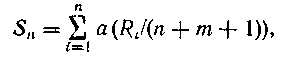 S_n = \sum_{i=1}^{n} a(R_i/(n + m + 1)),